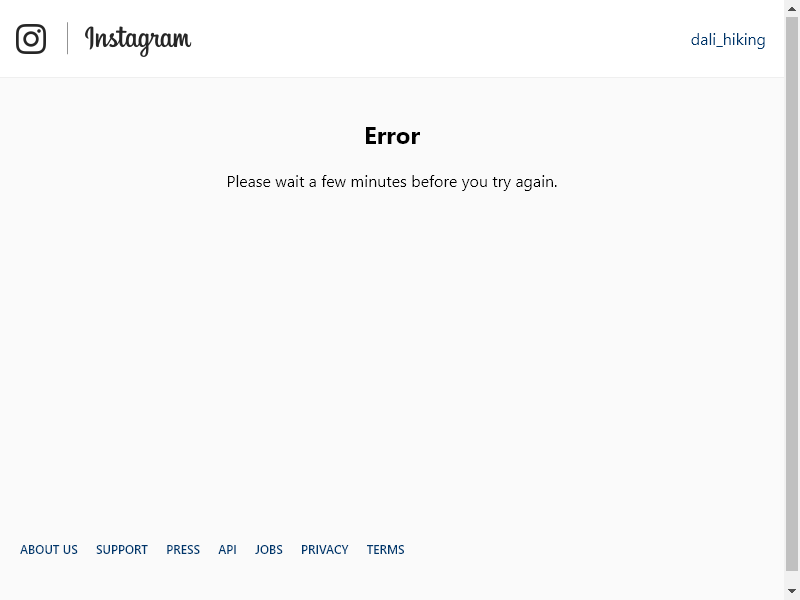 Instagram
dali_hiking
Error
Please wait a few minutes before you try again.
ABOUT US SUPPORT PRESS API JOBS PRIVACY TERMS